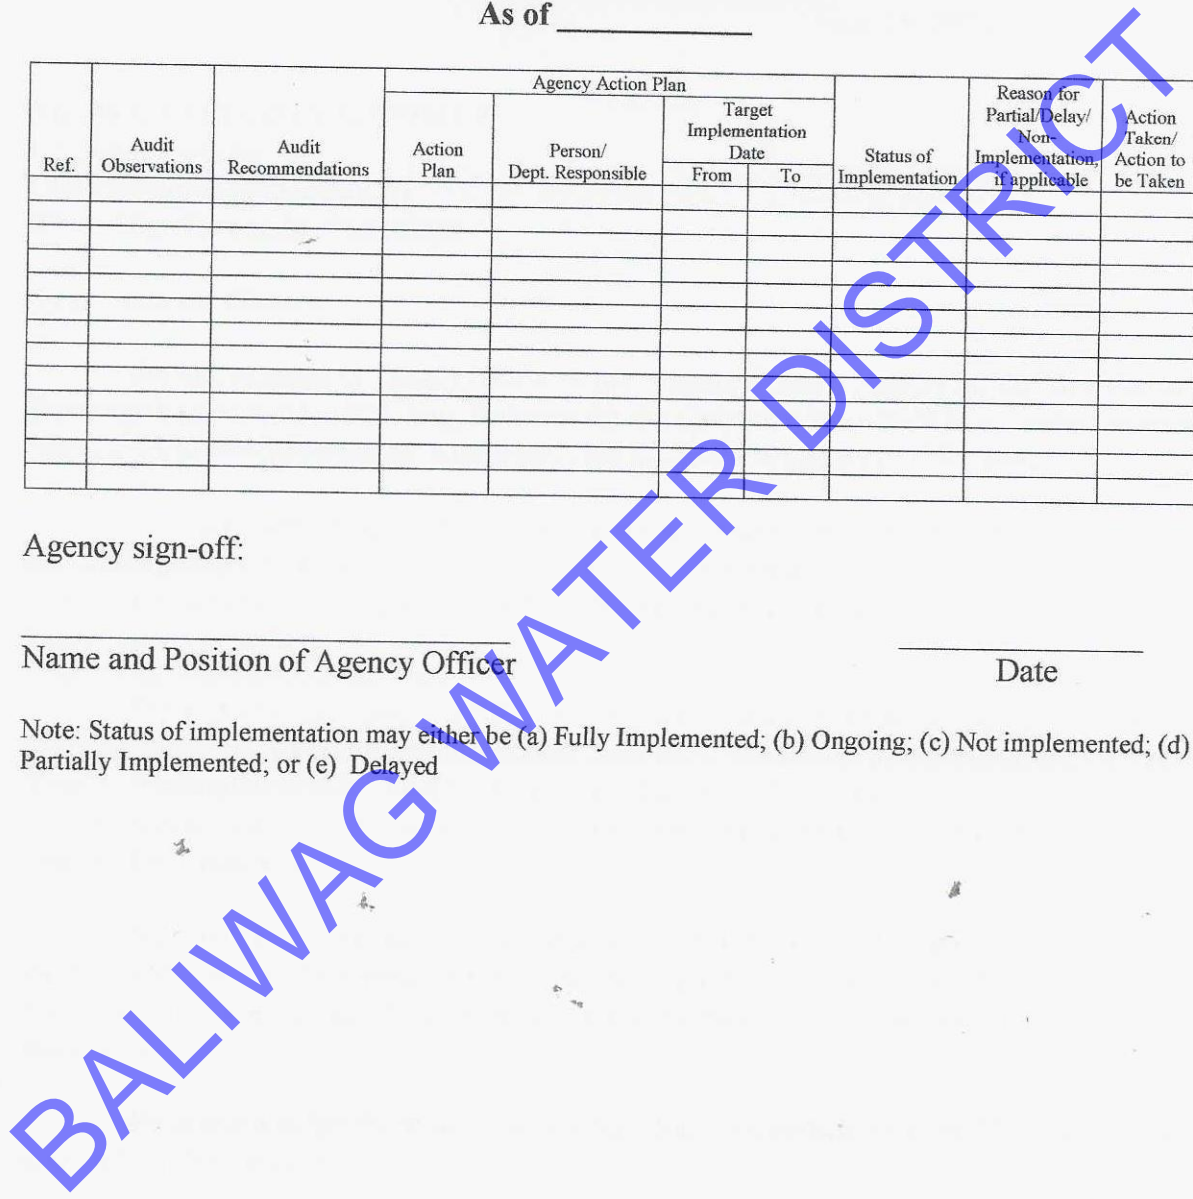 As of
Agency Action Plan
Ref.
Audit
Observations
Audit
Recommendations
Action
Plan
Person/
Dept. Responsible
Target
Implementation
Date
From To
Status of
Implementation
Reason for
Partial/Delay/
Non-
Implementation,
if applicable
Action
Taken/
Action to
be Taken
Agency sign-off:
Name and Position of Agency Officer
Date
Note: Status of implementation may either be (a) Fully Implemented; (b) Ongoing; (c) Not implemented; (d)
Partially Implemented; or (e) Delayed
BALIWAG WATER DISTRICT